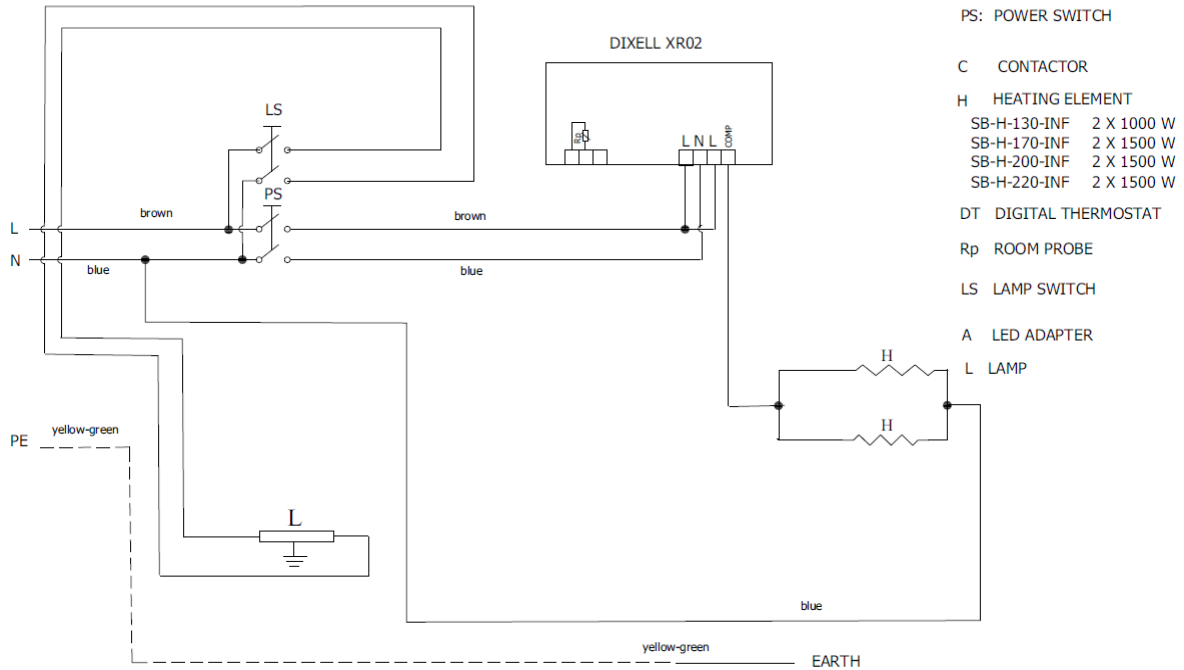 PS: POWER SWITCH
DIXELL XR02
C CONTACTOR
H HEATING ELEMENT
SB-H-130-INF 2 X 1000 W
SB-H-170-INF 2 X 1500 W
SB-H-200-INF 2 X 1500 W
SB-H-220-INF 2 X 1500 W
DT DIGITAL THERMOSTAT
Rp ROOM PROBE
LS LAMP SWITCH
A LED ADAPTER
L LAMP
LS
Rp
L N L COMP
PS
brown
brown
L
N
blue
blue
H
H
yellow-green
PE
L
blue
yellow-green
EARTH